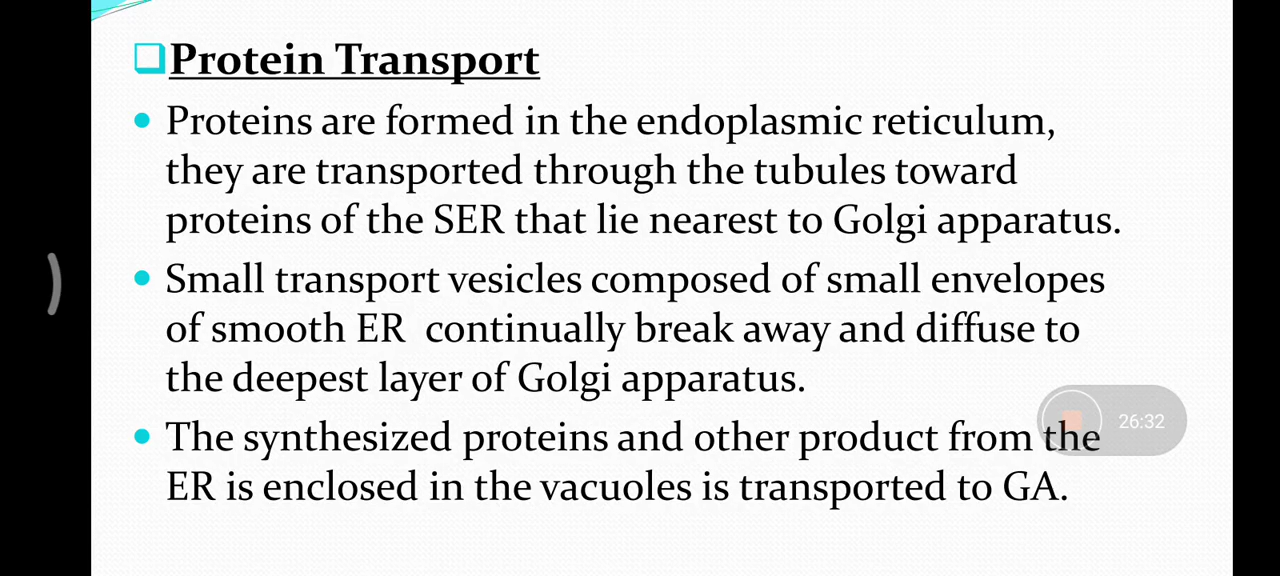 Protein Transport
Proteins are formed in the endoplasmic reticulum,
they are transported through the tubules toward
proteins of the SER that lie nearest to Golgi apparatus.
Small transport vesicles composed of small envelopes
of smooth ER continually break away and diffuse to
the deepest layer of Golgi apparatus.
The synthesized proteins and other product from the
ER is enclosed in the vacuoles is transported to GA.
26:32